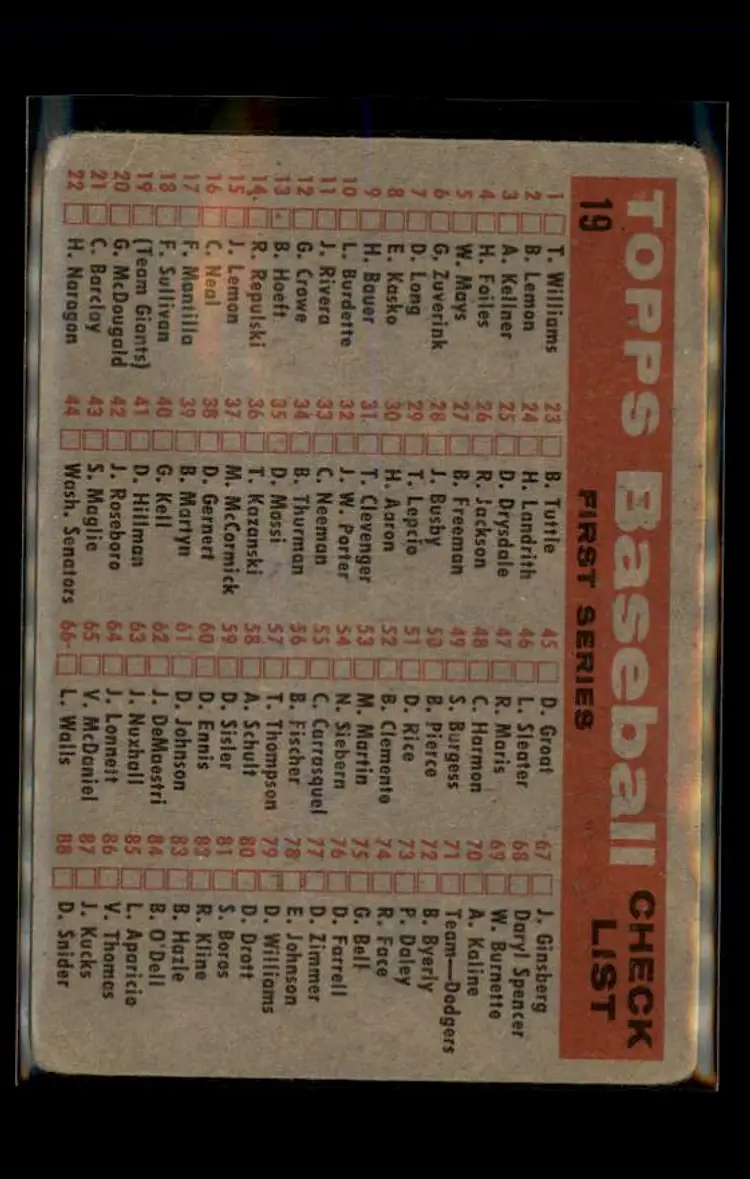 TOPPS Baseball CHECK LIST
19
FIRST SERIES
1 T. Williams
2 B. Lemon
3 A. Kellner
4 H. Foiles
5 W. Mays
6 G. Zuverink
7 D. Long
8 E. Kasko
9 H. Bauer
10 L. Burdette
11 J. Rivera
12 G. Crowe
13 B. Hoeft
14 R. Repulski
15 J. Lemon
16 C. Neal
17 F. Mantilla
18 F. Sullivan
19 (Team Giants)
20 G. McDougald
21 C. Barclay
22 H. Naragon
23 B. Tuttle
24 H. Landrith
25 D. Drysdale
26 R. Jackson
27 B. Freeman
28 J. Busby
29 T. Lepcio
30 H. Aaron
31 T. Clevenger
32 J. W. Porter
33 C. Neeman
34 B. Thurman
35 D. Mossi
36 T. Kazanski
37 M. McCormick
38 D. Gernert
39 B. Martyn
40 G. Kell
41 D. Hillman
42 J. Roseboro
43 S. Maglie
44 Wash. Senators
45 D. Groat
46 L. Sleater
47 R. Maris
48 C. Harmon
49 S. Burgess
50 B. Pierce
51 D. Rice
52 B. Clemente
53 M. Martin
54 N. Siebern
55 C. Carrasquel
56 B. Fischer
57 T. Thompson
58 A. Schult
59 D. Sisler
60 D. Ennis
61 D. Johnson
62 J. DeMaestri
63 J. Nuxhall
64 J. Lonnett
65 V. McDaniel
66 L. Walls
67 J. Ginsberg
68 Daryl Spencer
69 W. Burnette
70 A. Kaline
71 Team—Dodgers
72 B. Byerly
73 P. Daley
74 R. Face
75 G. Bell
76 D. Farrell
77 D. Zimmer
78 E. Johnson
79 D. Williams
80 D. Drott
81 S. Boros
82 R. Kline
83 B. Hazle
84 B. O'Dell
85 L. Aparicio
86 V. Thomas
87 J. Kucks
88 D. Snider